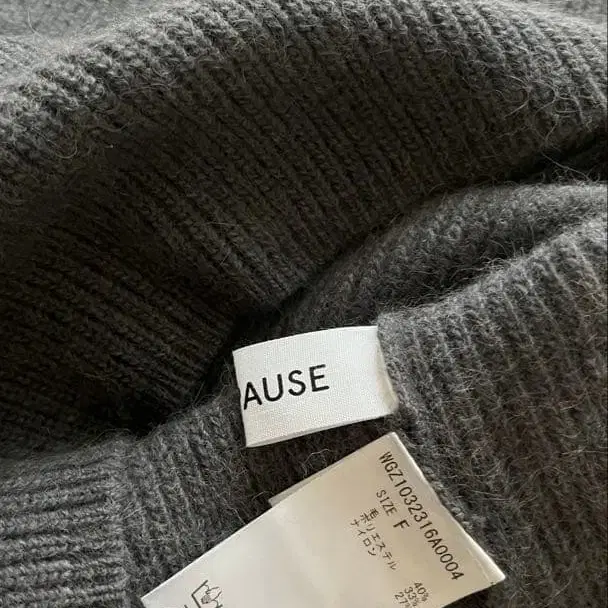 AUSE
WGZ1032316A0004
SIZE F
毛 40%
ポリエステル 33%
ナイロン 27%